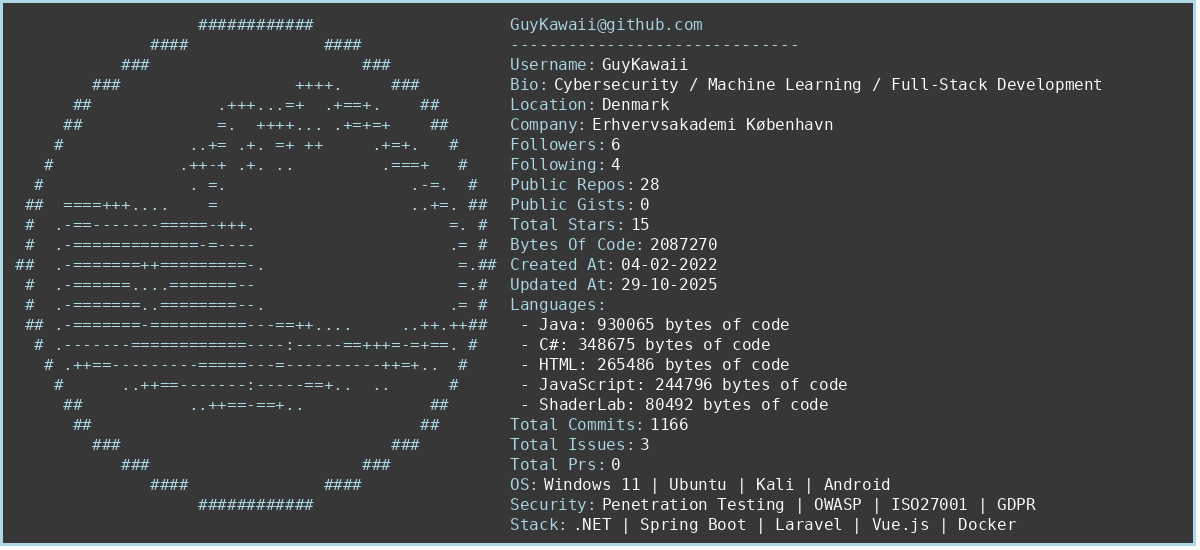 GuyKawaii@github.com
------------------------------
Username: GuyKawaii
Bio: Cybersecurity / Machine Learning / Full-Stack Development
Location: Denmark
Company: Erhvervsakademi København
Followers: 6
Following: 4
Public Repos: 28
Public Gists: 0
Total Stars: 15
Bytes Of Code: 2087270
Created At: 04-02-2022
Updated At: 29-10-2025
Languages:
- Java: 930065 bytes of code
- C#: 348675 bytes of code
- HTML: 265486 bytes of code
- JavaScript: 244796 bytes of code
- ShaderLab: 80492 bytes of code
Total Commits: 1166
Total Issues: 3
Total Prs: 0
OS: Windows 11 | Ubuntu | Kali | Android
Security: Penetration Testing | OWASP | ISO27001 | GDPR
Stack: .NET | Spring Boot | Laravel | Vue.js | Docker